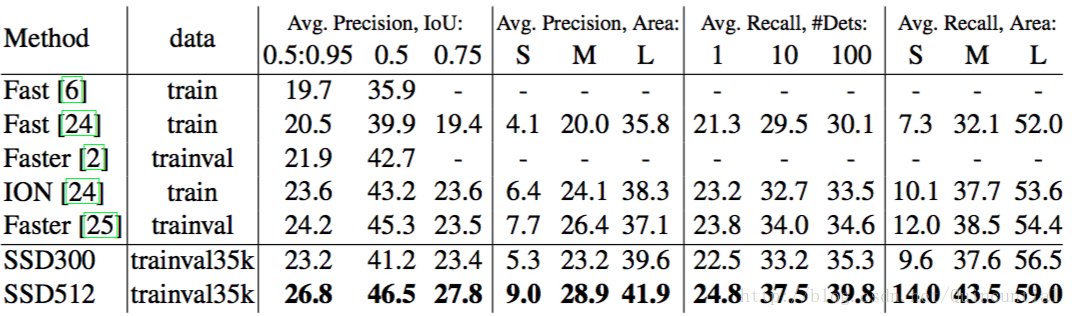 Method data Avg. Precision, IoU: Avg. Precision, Area: Avg. Recall, #Dets: Avg. Recall, Area:
0.5:0.95 0.5 0.75 S M L 1 10 100 S M L
Fast [6] train 19.7 35.9 - - - - - - - - - -
Fast [24] train 20.5 39.9 19.4 4.1 20.0 35.8 21.3 29.5 30.1 7.3 32.1 52.0
Faster [2] trainval 21.9 42.7 - - - - - - - - - -
ION [24] train 23.6 43.2 23.6 6.4 24.1 38.3 23.2 32.7 33.5 10.1 37.7 53.6
Faster [25] trainval 24.2 45.3 23.5 7.7 26.4 37.1 23.8 34.0 34.6 12.0 38.5 54.4
SSD300 trainval35k 23.2 41.2 23.4 5.3 23.2 39.6 22.5 33.2 35.3 9.6 37.6 56.5
SSD512 trainval35k 26.8 46.5 27.8 9.0 28.9 41.9 24.8 37.5 39.8 14.0 43.5 59.0